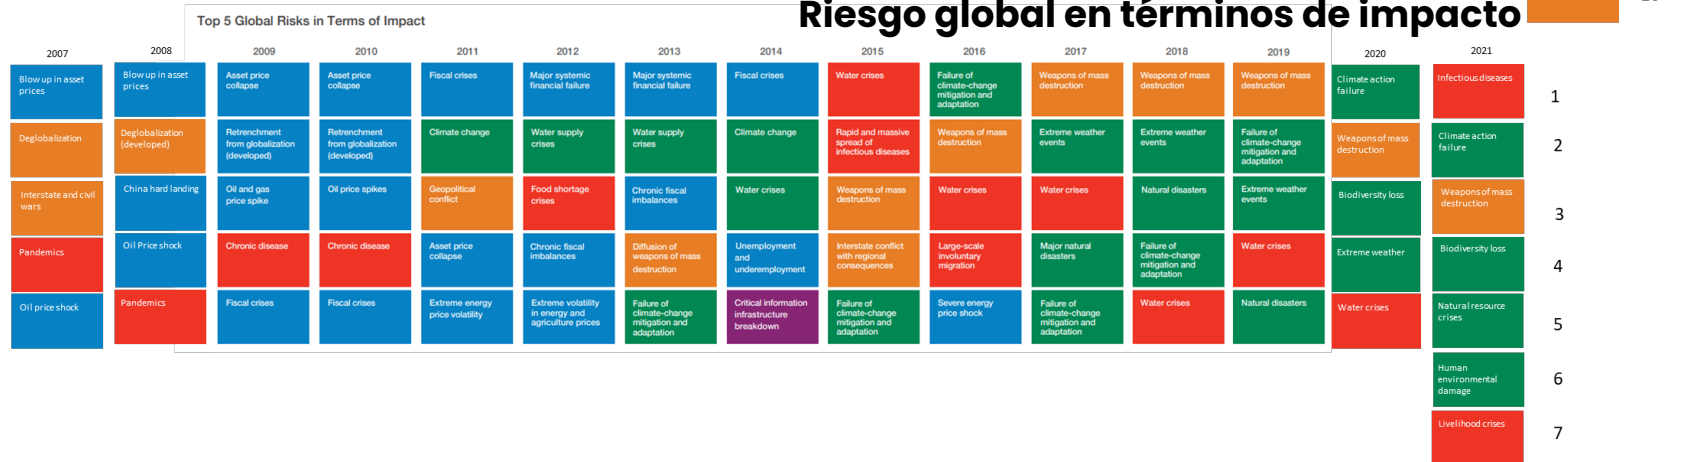 Riesgo global en términos de impacto
Top 5 Global Risks in Terms of Impact
2007
2008
2009
2010
2011
2012
2013
2014
2015
2016
2017
2018
2019
2020
2021
Blow up in asset
prices
Blow up in asset
prices
Asset price
collapse
Asset price
collapse
Fiscal crises
Major systemic
financial failure
Major systemic
financial failure
Fiscal crises
Water crises
Failure of
climate-change
mitigation and
adaptation
Weapons of mass
destruction
Weapons of mass
destruction
Weapons of mass
destruction
Climate action
failure
Infectious diseases
1
Deglobalization
Deglobalization
(developed)
Retrenchment
from globalization
(developed)
Retrenchment
from globalization
(developed)
Climate change
Water supply
crises
Water supply
crises
Climate change
Rapid and massive
spread of
infectious diseases
Weapons of mass
destruction
Extreme weather
events
Extreme weather
events
Failure of
climate-change
mitigation and
adaptation
Weapons of mass
destruction
Climate action
failure
2
Interstate and civil
wars
China hard landing
Oil and gas
price spike
Oil price spikes
Geopolitical
conflict
Food shortage
crises
Chronic fiscal
imbalances
Water crises
Weapons of mass
destruction
Water crises
Water crises
Natural disasters
Extreme weather
events
Biodiversity loss
Weapons of mass
destruction
3
Pandemics
Oil Price shock
Chronic disease
Chronic disease
Asset price
collapse
Chronic fiscal
imbalances
Diffusion of
weapons of mass
destruction
Unemployment
and
underemployment
Interstate conflict
with regional
consequences
Large-scale
involuntary
migration
Major natural
disasters
Failure of
climate-change
mitigation and
adaptation
Water crises
Extreme weather
Biodiversity loss
4
Oil price shock
Pandemics
Fiscal crises
Fiscal crises
Extreme energy
price volatility
Extreme volatility
in energy and
agriculture prices
Failure of
climate-change
mitigation and
adaptation
Critical information
infrastructure
breakdown
Failure of
climate-change
mitigation and
adaptation
Severe energy
price shock
Failure of
climate-change
mitigation and
adaptation
Water crises
Natural disasters
Water crises
Natural resource
crises
5
Human
environmental
damage
6
Livelihood crises
7